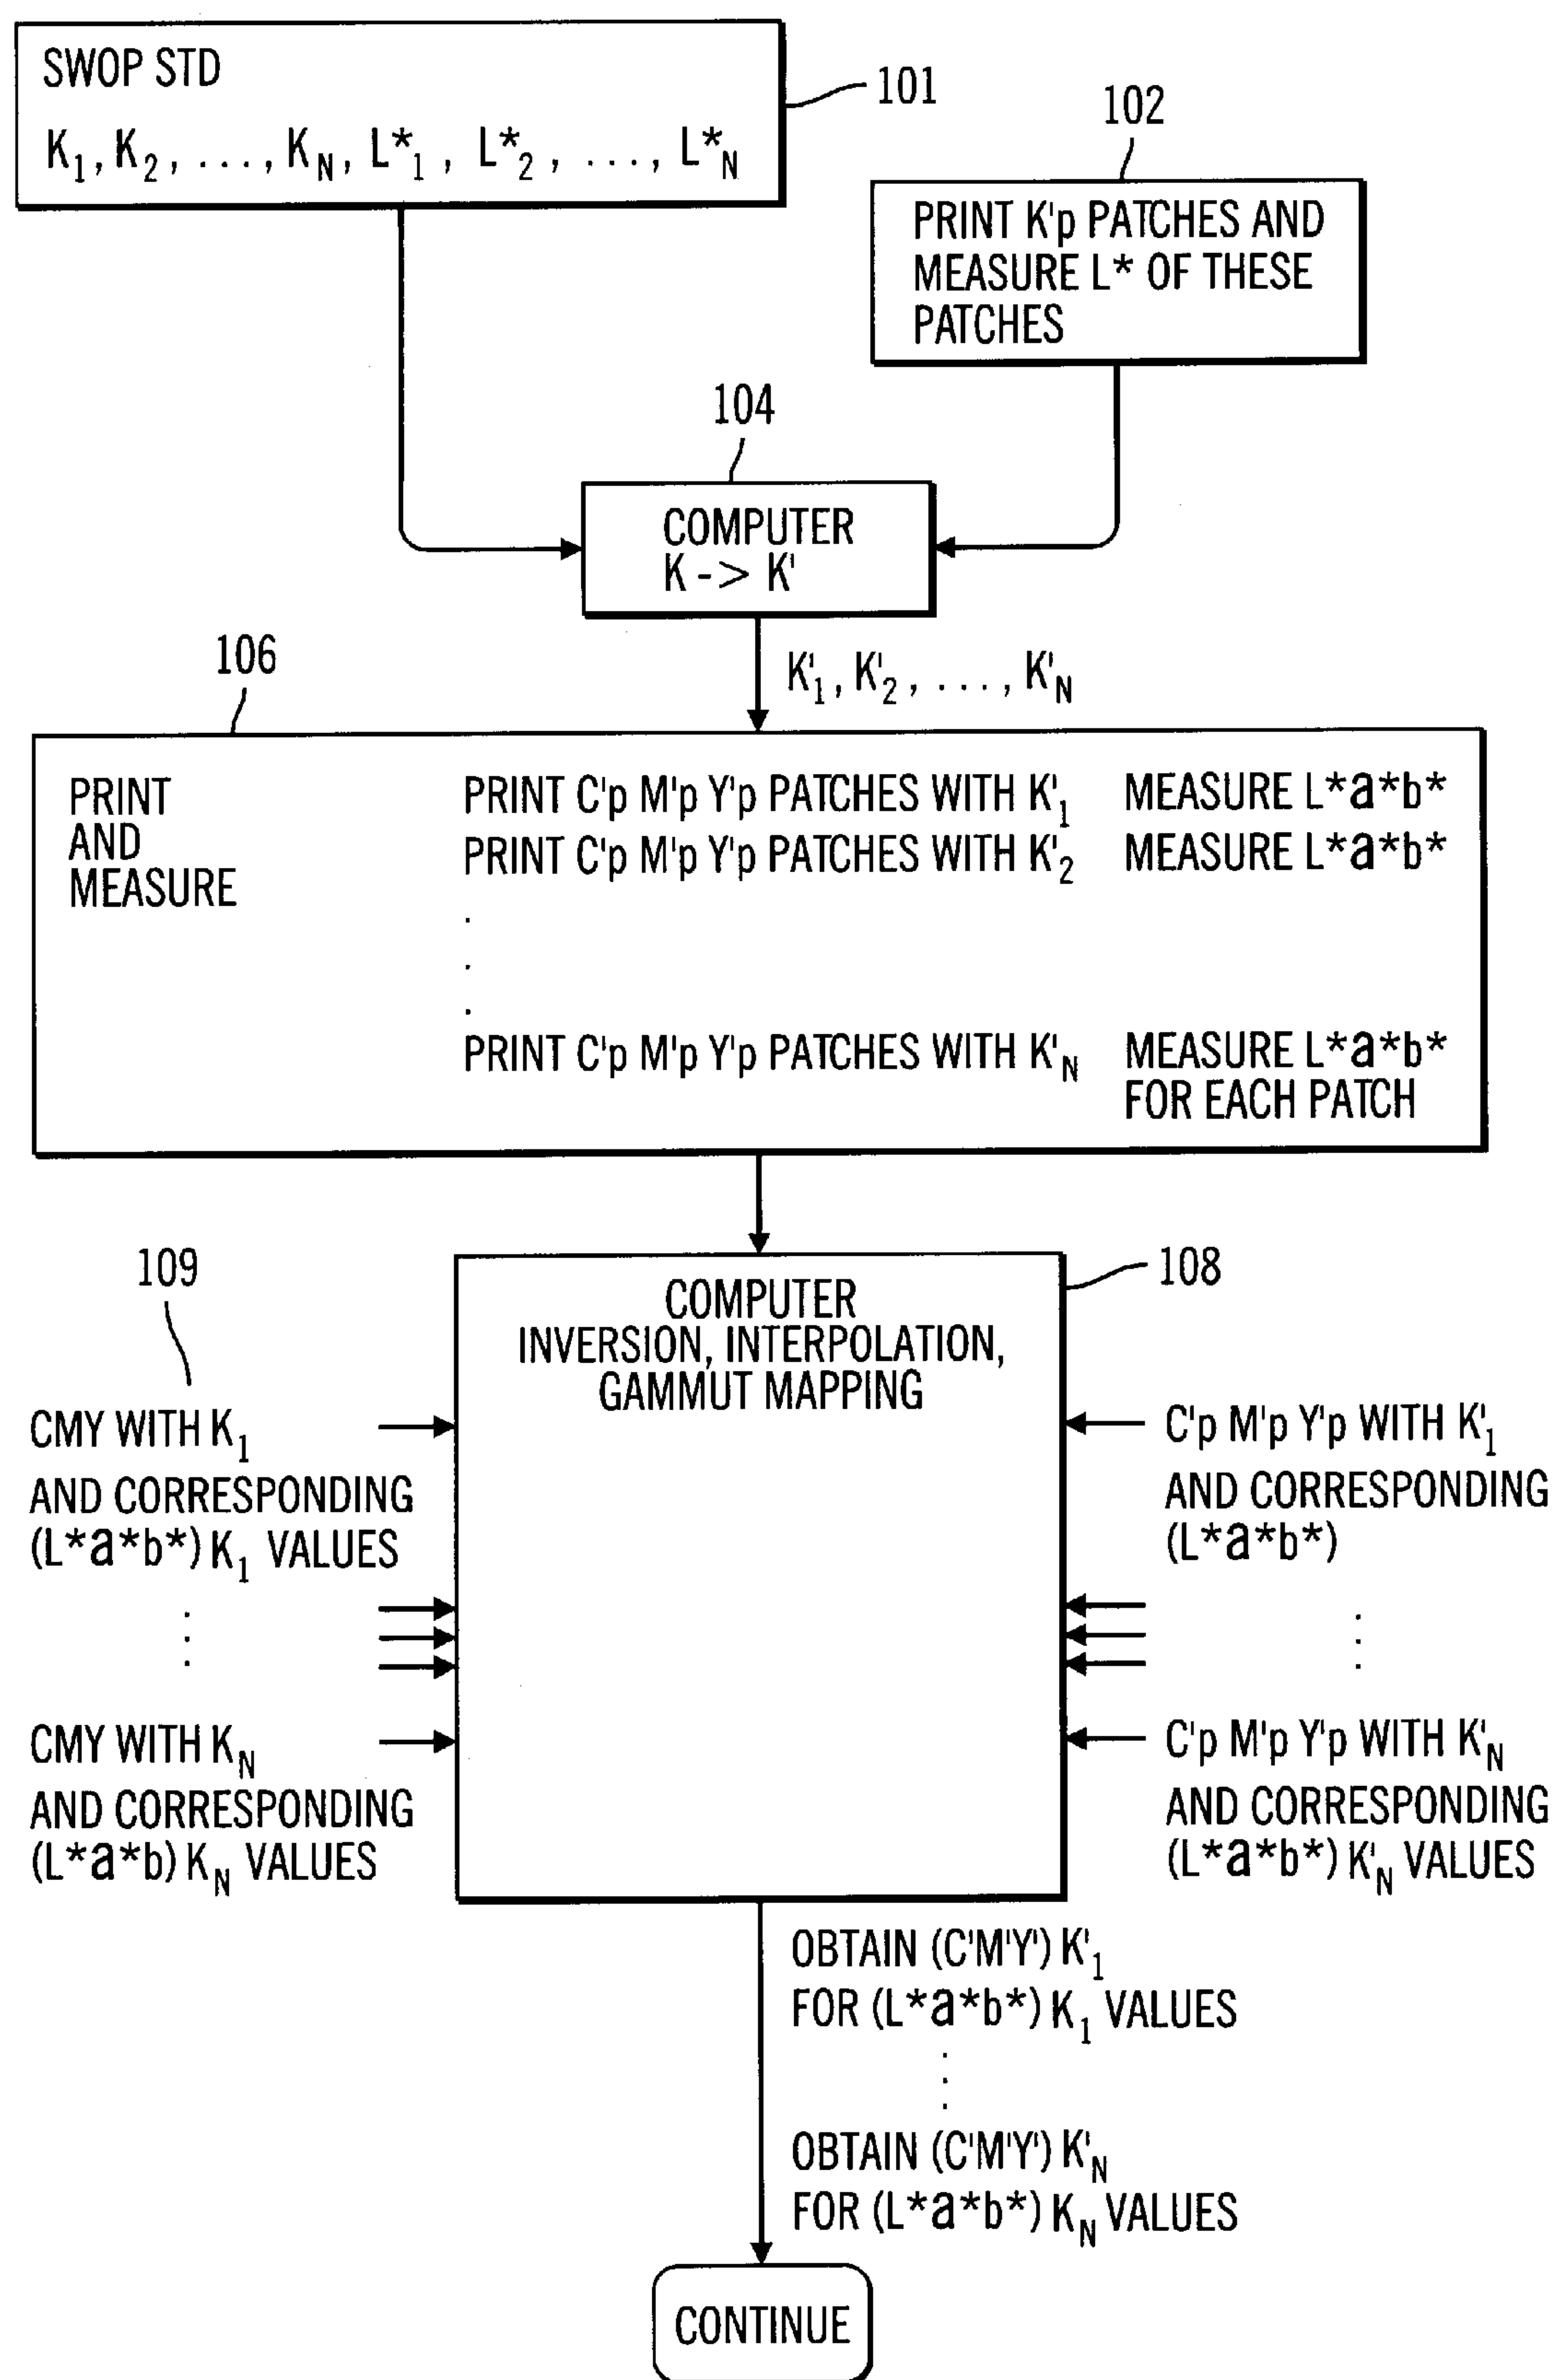 SWOP STD
K1, K2, ..., KN, L*1, L*2, ..., L*N
101
102
PRINT K'p PATCHES AND
MEASURE L* OF THESE
PATCHES
104
COMPUTER
K -> K'
K'1, K'2, ..., K'N
106
PRINT
AND
MEASURE
PRINT C'p M'p Y'p PATCHES WITH K'1 MEASURE L*a*b*
PRINT C'p M'p Y'p PATCHES WITH K'2 MEASURE L*a*b*
.
.
.
PRINT C'p M'p Y'p PATCHES WITH K'N MEASURE L*a*b*
FOR EACH PATCH
109
108
COMPUTER
INVERSION, INTERPOLATION,
GAMMUT MAPPING
CMY WITH K1
AND CORRESPONDING
(L*a*b*) K1 VALUES
.
.
.
CMY WITH KN
AND CORRESPONDING
(L*a*b) KN VALUES
C'p M'p Y'p WITH K'1
AND CORRESPONDING
(L*a*b*)
.
.
.
C'p M'p Y'p WITH K'N
AND CORRESPONDING
(L*a*b*) K'N VALUES
OBTAIN (C'M'Y') K'1
FOR (L*a*b*) K1 VALUES
.
.
.
OBTAIN (C'M'Y') K'N
FOR (L*a*b*) KN VALUES
CONTINUE